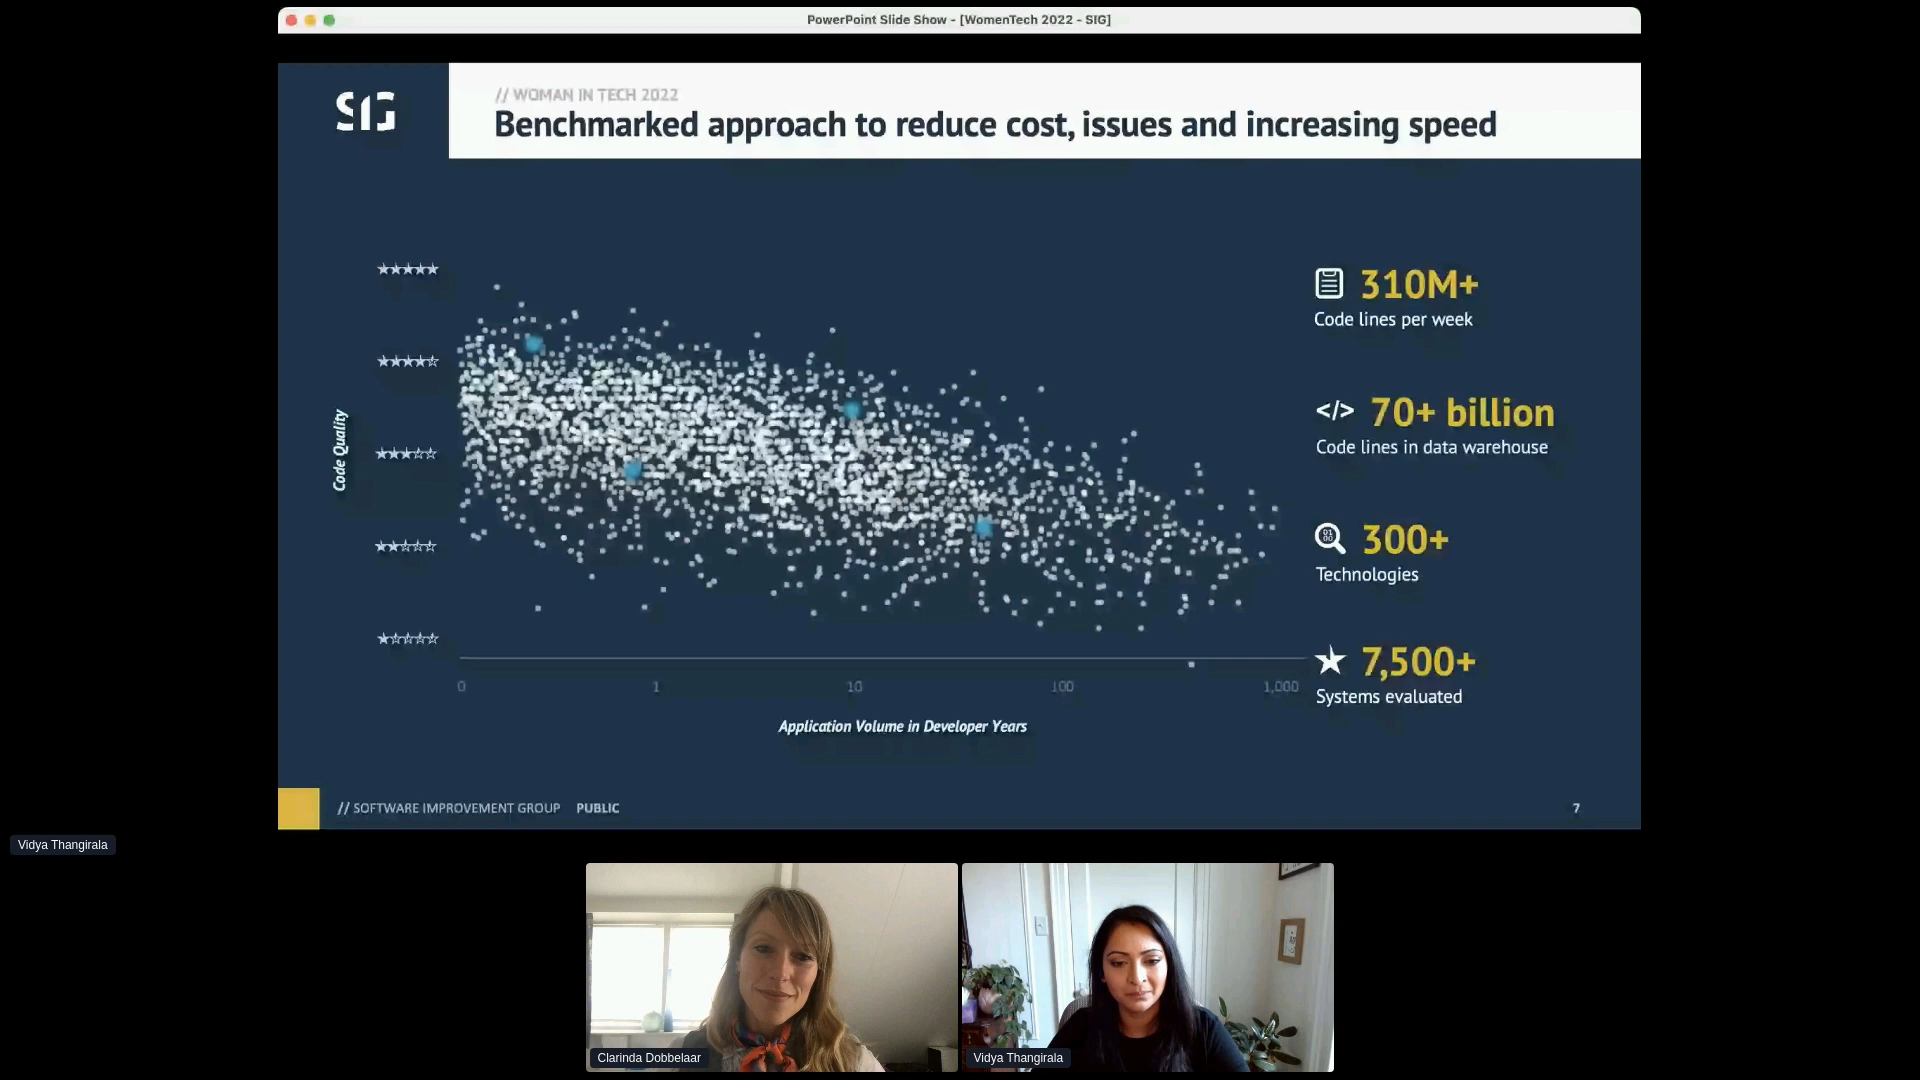 PowerPoint Slide Show - [WomenTech 2022 - SIG]
SIG
// WOMAN IN TECH 2022
Benchmarked approach to reduce cost, issues and increasing speed
310M+
Code lines per week
</> 70+ billion
Code lines in data warehouse
300+
Technologies
7,500+
Systems evaluated
Code Quality
0 1 10 100 1,000
Application Volume in Developer Years
// SOFTWARE IMPROVEMENT GROUP PUBLIC
7
Vidya Thangirala
Clarinda Dobbelaar
Vidya Thangirala